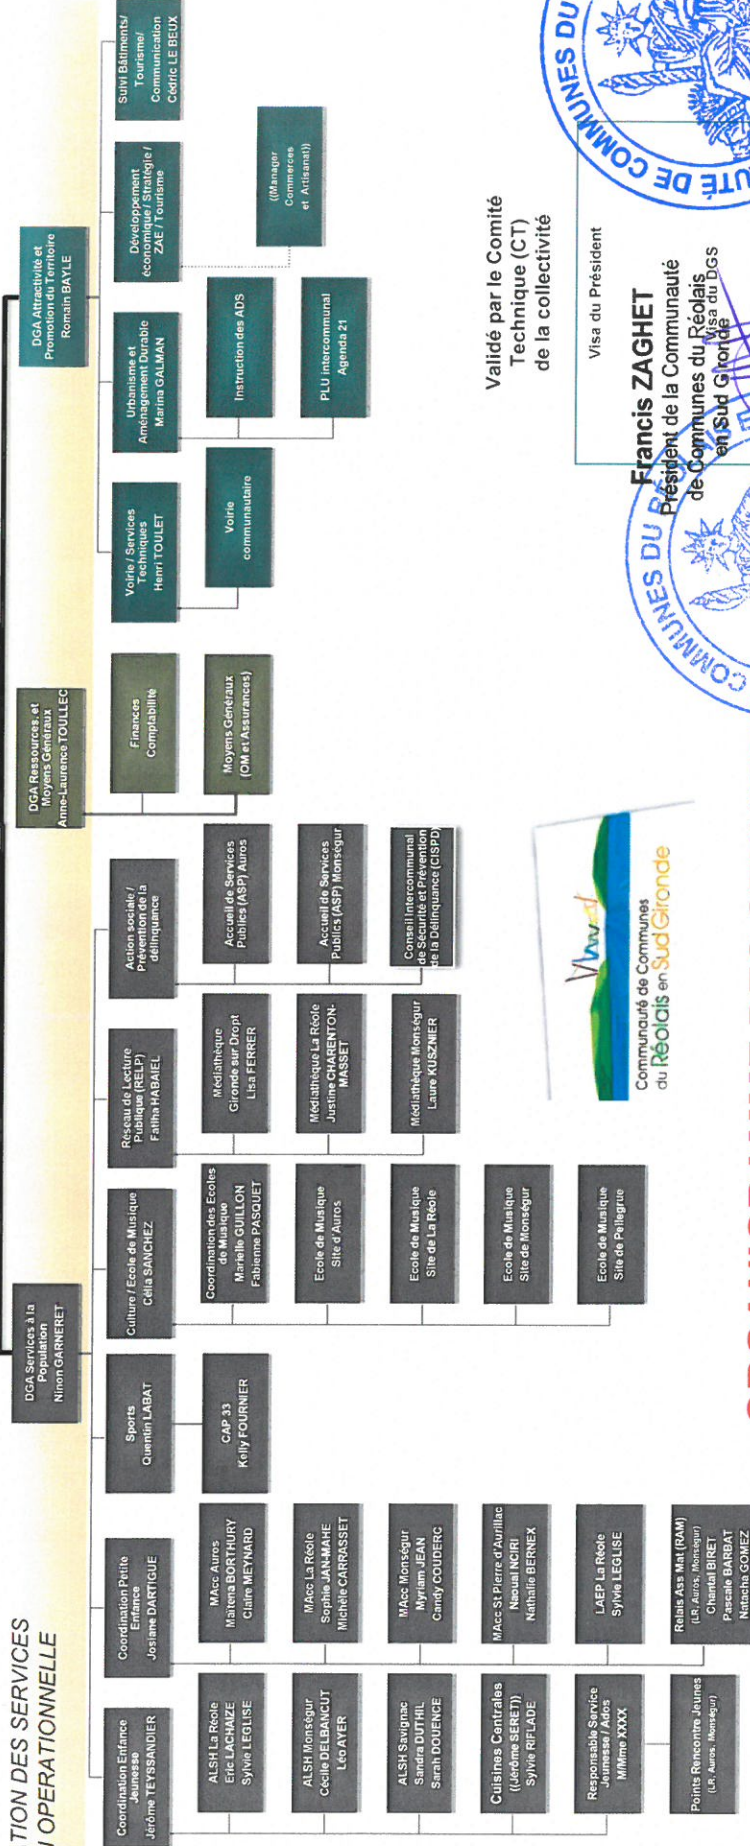 TION DES SERVICES
N OPERATIONNELLE
DGA Services à la
Population
Ninon GARNERET
DGA Ressources, et
Moyens Généraux
Anne-Laurence TOULLEC
DGA Attractivité et
Promotion du Territoire
Romain BAYLE
Coordination Enfance
Jeunesse
Jérôme TEYSSANDIER
ALSH La Réole
Eric LACHAIZE
Sylvie LEGLISE
ALSH Monségur
Cécile DELBANCUT
Léo AYER
ALSH Savignac
Sandra DUTHIL
Sarah DOUENCE
Cuisines Centrales
((Jérôme SERET))
Sylvie RIFLADE
Responsable Service
Jeunesse / Ados
M/Mme XXXX
Points Rencontre Jeunes
(LR, Auros, Monségur)
Coordination Petite
Enfance
Josiane DARTIGUE
MAcc Auros
Maïtena BORTHURY
Claire MEYNARD
MAcc La Réole
Sophie JAN-MAHE
Michèle CARRASSET
MAcc Monségur
Myriam JEAN
Candy COUDERC
MAcc St Pierre d'Aurillac
Naoual NCIRI
Nathalie BERNEX
LAEP La Réole
Sylvie LEGLISE
Relais Ass Mat (RAM)
(LR, Auros, Monségur)
Chantal BIRET
Pascale BARBAT
Natacha GOMEZ
Sports
Quentin LABAT
CAP 33
Kelly FOURNIER
Culture / Ecole de Musique
Célia SANCHEZ
Coordination des Ecoles
de Musique
Marielle GUILLON
Fabienne PASQUET
Ecole de Musique
Site d'Auros
Ecole de Musique
Site de La Réole
Ecole de Musique
Site de Monségur
Ecole de Musique
Site de Pellegrue
Réseau de Lecture
Publique (RELP)
Fatiha HABAIEL
Médiathèque
Gironde sur Dropt
Lisa FERRER
Médiathèque La Réole
Justine CHARENTON-
MASSET
Médiathèque Monségur
Laure KUSZNIER
Action sociale /
Prévention de la
délinquance
Accueil de Services
Publics (ASP) Auros
Accueil de Services
Publics (ASP) Monségur
Conseil Intercommunal
de Sécurité et Prévention
de la Délinquance (CISPD)
Finances
Comptabilité
Moyens Généraux
(OM et Assurances)
Voirie / Services
Techniques
Henri TOULET
Voirie
communautaire
Urbanisme et
Aménagement Durable
Marina GALMAN
Instruction des ADS
PLU intercommunal
Agenda 21
Développement
économique / Stratégie /
ZAE / Tourisme
((Manager
Commerces
et Artisanat))
Suivi Bâtiments/
Tourisme/
Communication
Cédric LE BEUX
Communauté de Communes
du Réolais en Sud Gironde
Validé par le Comité
Technique (CT)
de la collectivité
Visa du Président
Francis ZAGHET
Président de la Communauté
de Communes du Réolais
en Sud Gironde
Visa du DGS
COMMUNES DU
UTÉ DE COMMUNES DU